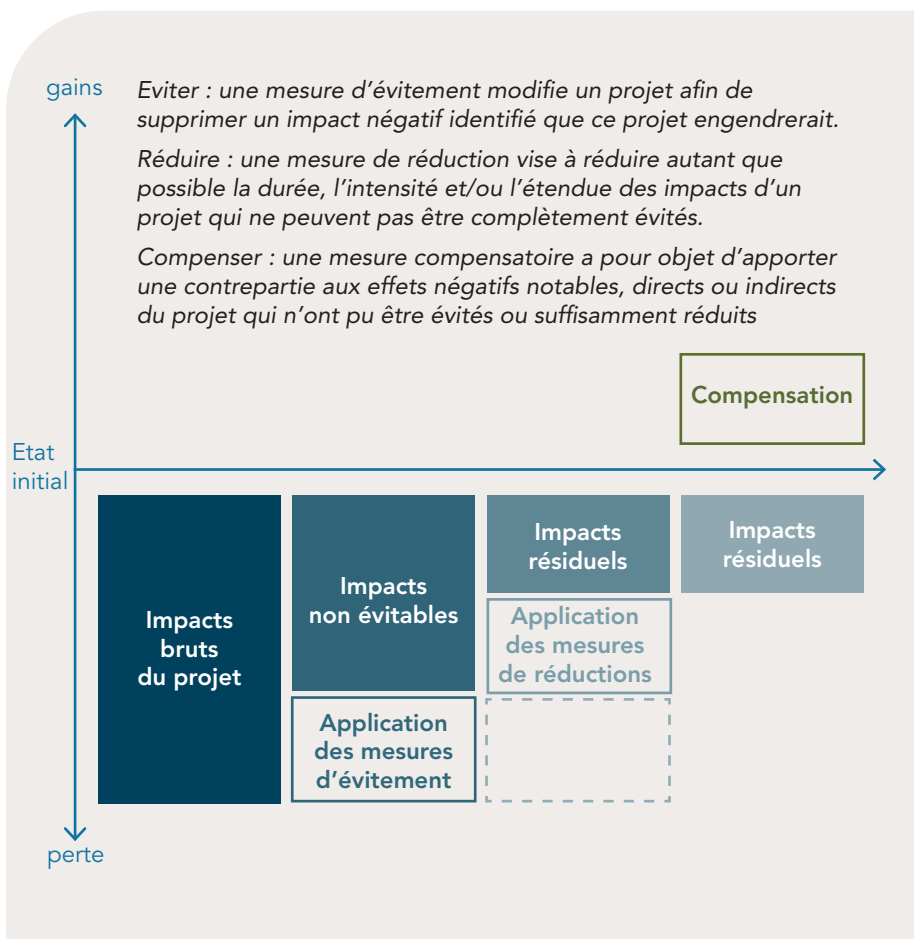 gains
Eviter : une mesure d’évitement modifie un projet afin de
supprimer un impact négatif identifié que ce projet engendrerait.
Réduire : une mesure de réduction vise à réduire autant que
possible la durée, l’intensité et/ou l’étendue des impacts d’un
projet qui ne peuvent pas être complètement évités.
Compenser : une mesure compensatoire a pour objet d’apporter
une contrepartie aux effets négatifs notables, directs ou indirects
du projet qui n’ont pu être évités ou suffisamment réduits
Compensation
Etat
initial
Impacts
bruts
du projet
Impacts
non évitables
Application
des mesures
d’évitement
Impacts
résiduels
Application
des mesures
de réductions
Impacts
résiduels
perte